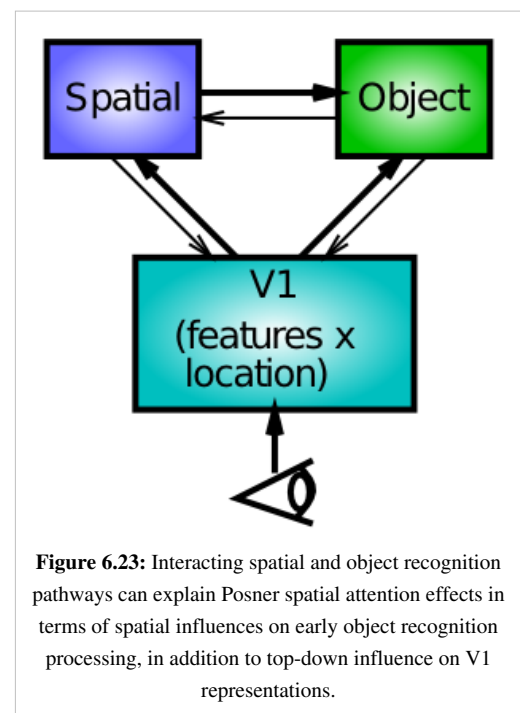 Spatial
Object
V1
(features x
location)
Figure 6.23: Interacting spatial and object recognition
pathways can explain Posner spatial attention effects in
terms of spatial influences on early object recognition
processing, in addition to top-down influence on V1
representations.